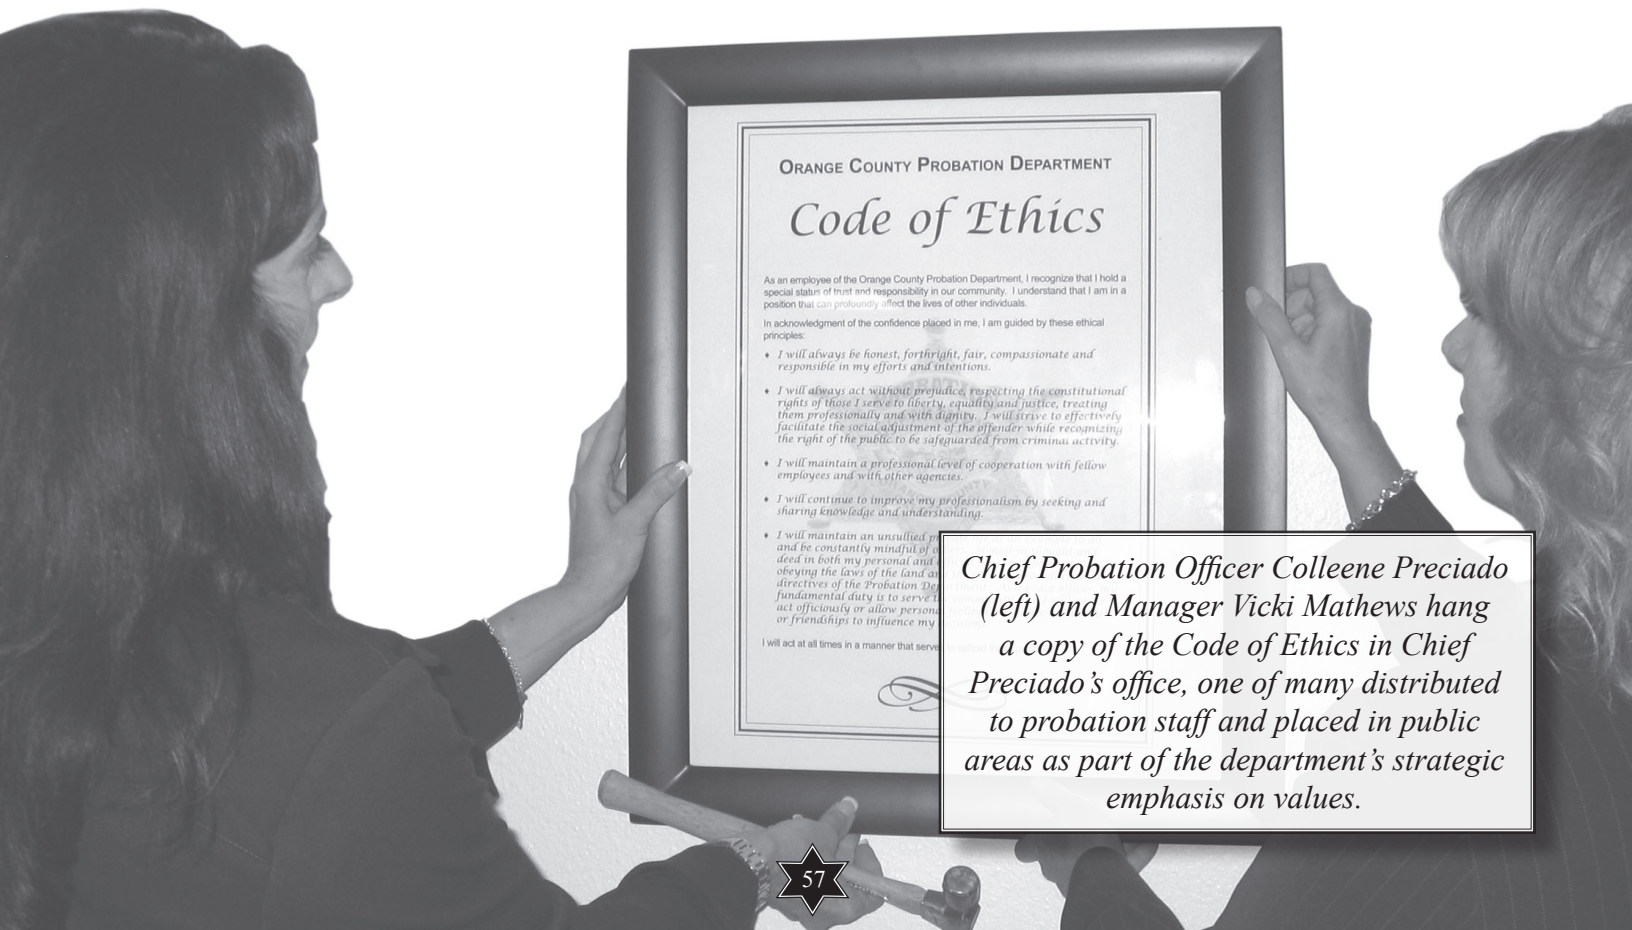 ORANGE COUNTY PROBATION DEPARTMENT
Code of Ethics
As an employee of the Orange County Probation Department, I recognize that I hold a
special status of trust and responsibility in our community. I understand that I am in a
position that can profoundly affect the lives of other individuals.
In acknowledgment of the confidence placed in me, I am guided by these ethical
principles:
• I will always be honest, forthright, fair, compassionate and
responsible in my efforts and intentions.
• I will always act without prejudice, respecting the constitutional
rights of those I serve to liberty, equality and justice, treating
them professionally and with dignity. I will strive to effectively
facilitate the social adjustment of the offender while recognizing
the right of the public to be safeguarded from criminal activity.
• I will maintain a professional level of cooperation with fellow
employees and with other agencies.
• I will continue to improve my professionalism by seeking and
sharing knowledge and understanding.
• I will maintain an unsullied
and be constantly mindful of
deed in both my personal and
obeying the laws of the land
directives of the Probation
fundamental duty is to serve
act officiously or allow
or friendships to influence my
I will act at all times in a manner that
Chief Probation Officer Colleene Preciado
(left) and Manager Vicki Mathews hang
a copy of the Code of Ethics in Chief
Preciado’s office, one of many distributed
to probation staff and placed in public
areas as part of the department’s strategic
emphasis on values.
57